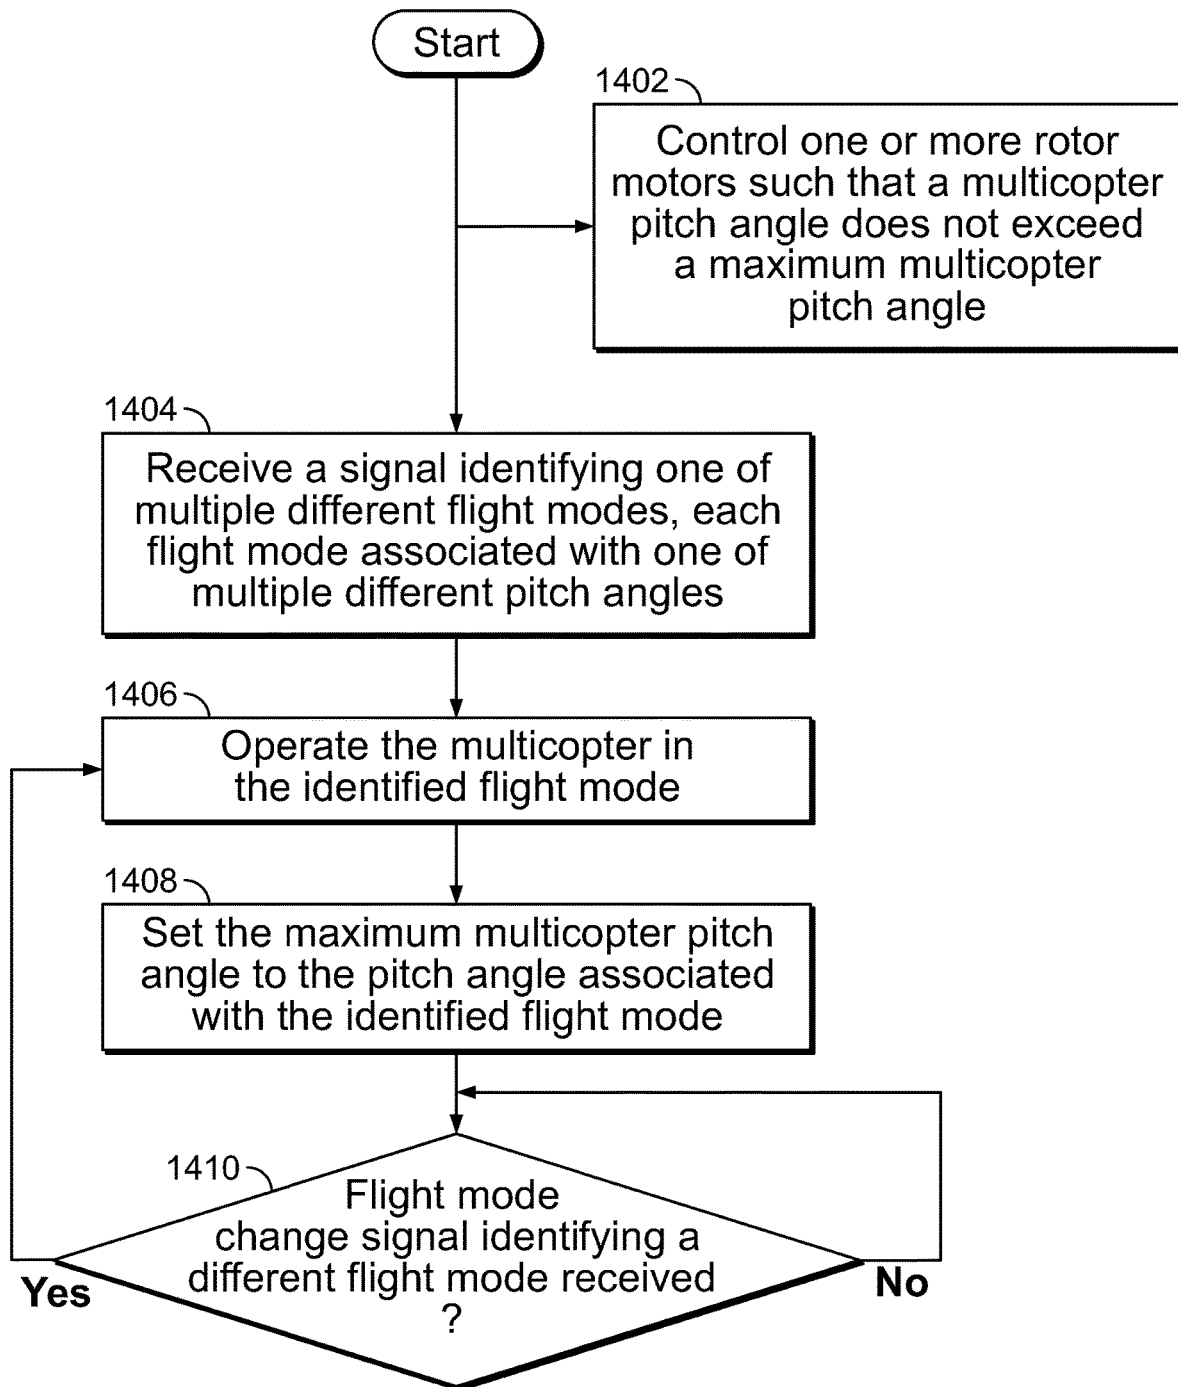 Start
1402
Control one or more rotor
motors such that a multicopter
pitch angle does not exceed
a maximum multicopter
pitch angle
1404
Receive a signal identifying one of
multiple different flight modes, each
flight mode associated with one of
multiple different pitch angles
1406
Operate the multicopter in
the identified flight mode
1408
Set the maximum multicopter pitch
angle to the pitch angle associated
with the identified flight mode
1410
Flight mode
change signal identifying a
different flight mode received
?
Yes
No